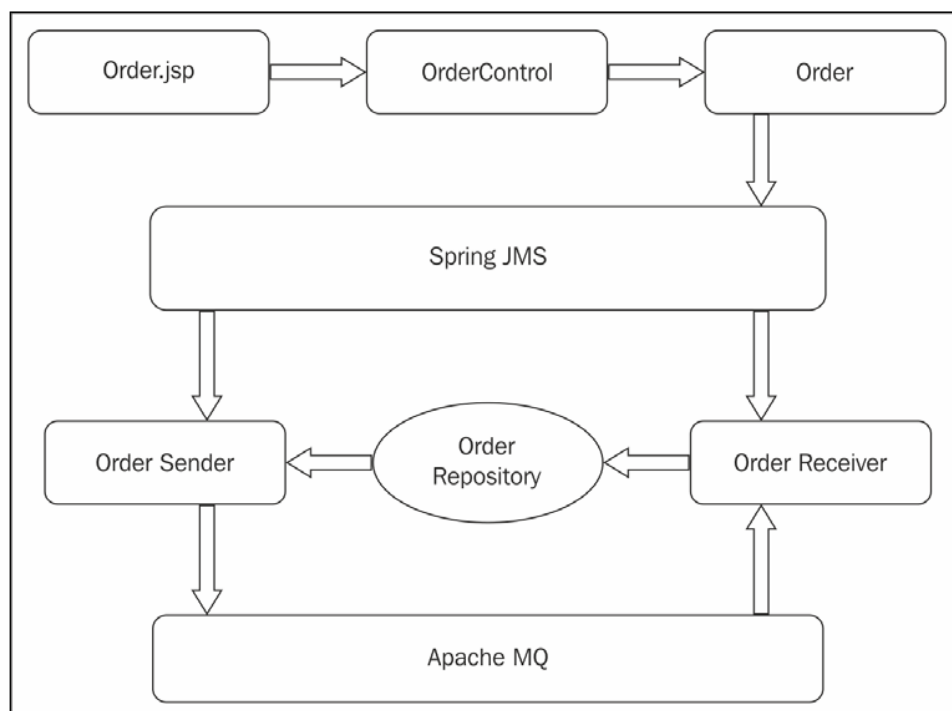 Order.jsp
OrderControl
Order
Spring JMS
Order Sender
Order
Repository
Order Receiver
Apache MQ